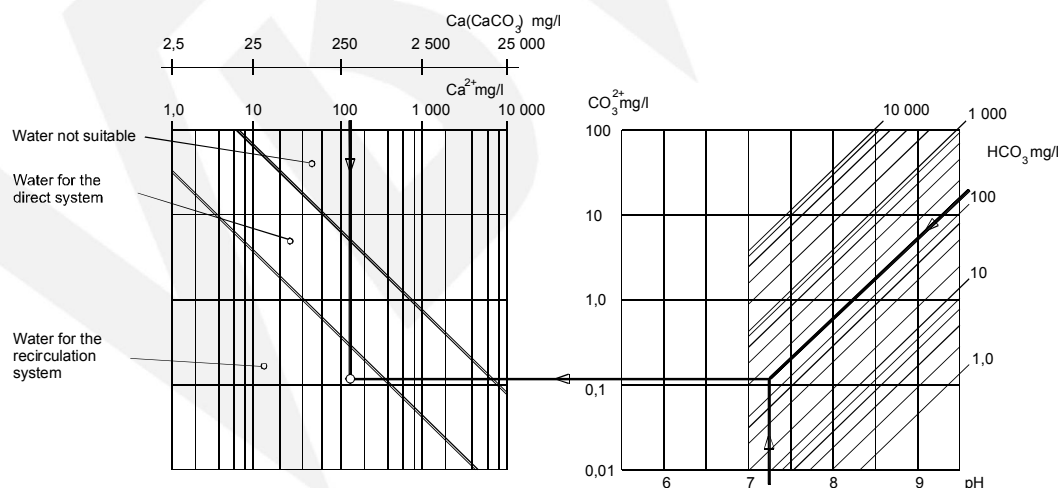 Ca(CaCO3) mg/l
2,5 25 250 2 500 25 000
Ca2+mg/l
1,0 10 100 1 000 10 000
Water not suitable
Water for the
direct system
Water for the
recirculation
system
CO32+mg/l
100
10
1,0
0,1
0,01
10 000
1 000
HCO3 mg/l
100
10
1,0
6 7 8 9 pH